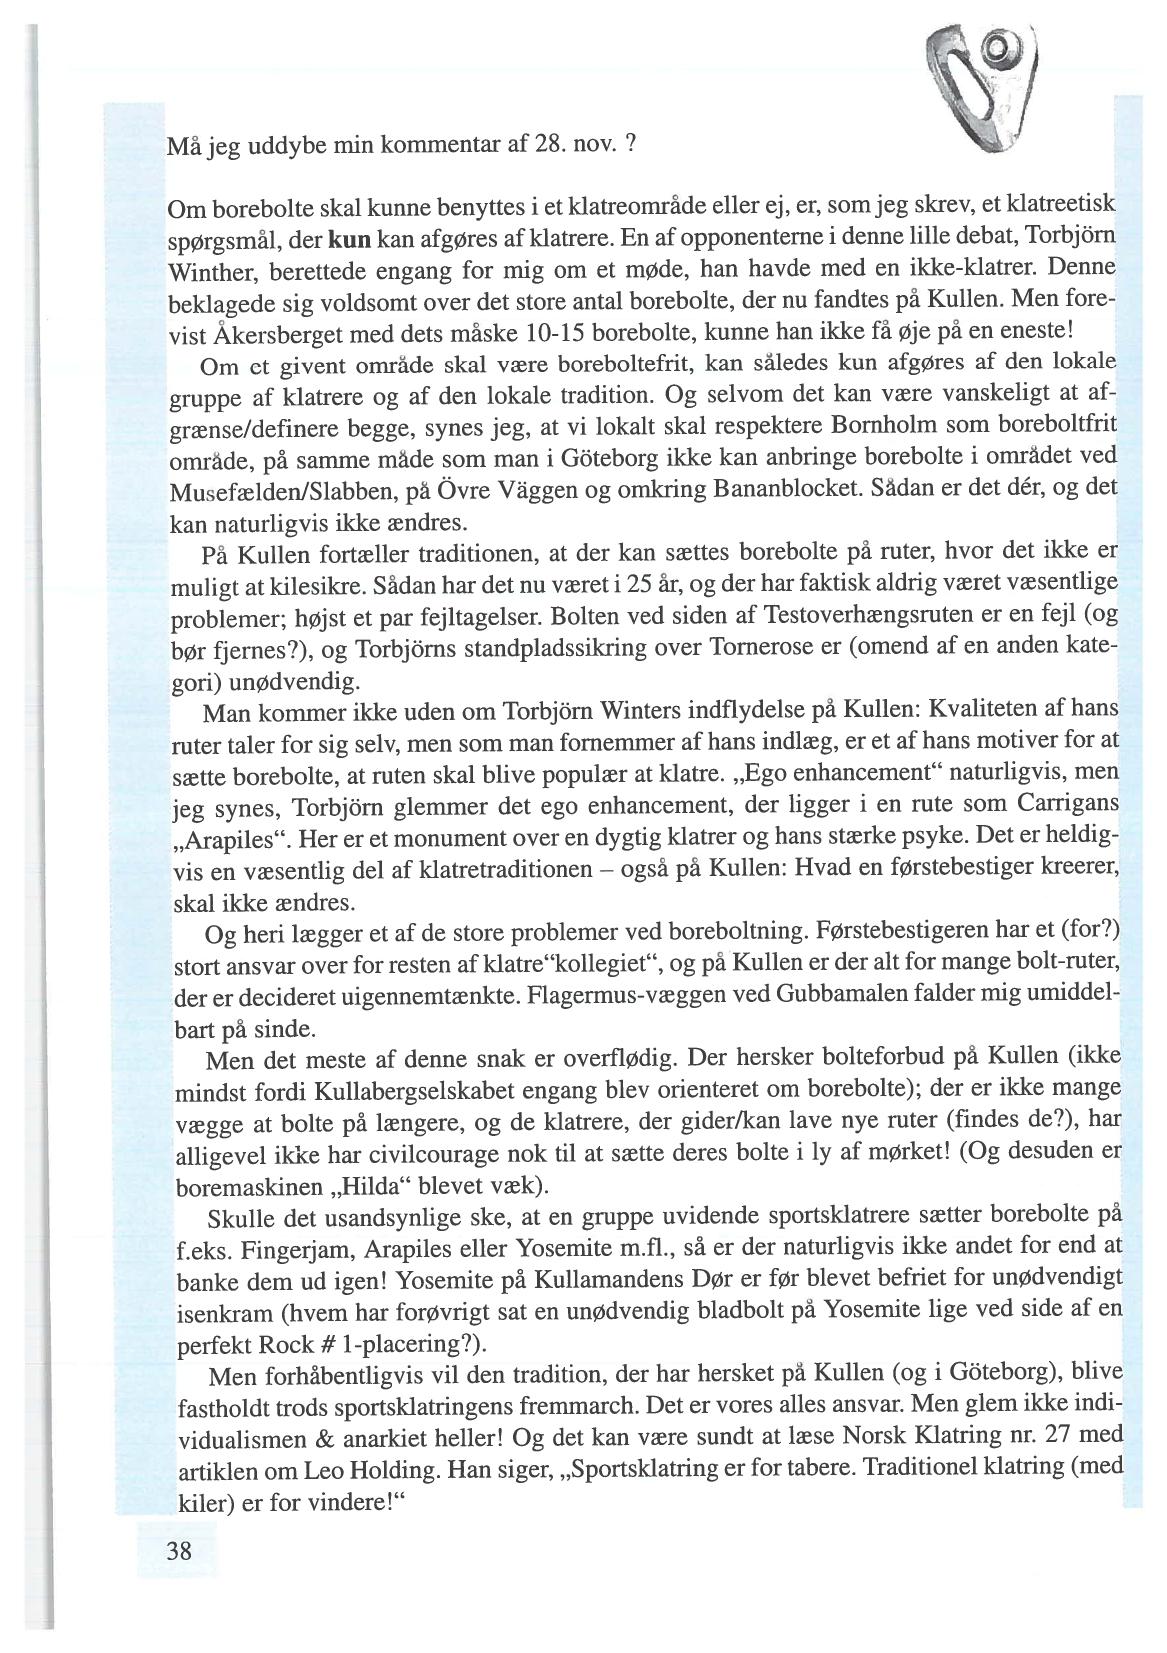 Må jeg uddybe min kommentar af 28. nov. ?
Om borebolte skal kunne benyttes i et klatreområde eller ej, er, som jeg skrev, et klatreetisk
spørgsmål, der kun kan afgøres af klatrere. En af opponenterne i denne lille debat, Torbjörn
Winther, berettede engang for mig om et møde, han havde med en ikke-klatrer. Denne
beklagede sig voldsomt over det store antal borebolte, der nu fandtes på Kullen. Men fore-
vist Åkersberget med dets måske 10-15 borebolte, kunne han ikke få øje på en eneste!
Om et givent område skal være boreboltefrit, kan således kun afgøres af den lokale
gruppe af klatrere og af den lokale tradition. Og selvom det kan være vanskeligt at af-
grænse/definere begge, synes jeg, at vi lokalt skal respektere Bornholm som boreboltfrit
område, på samme måde som man i Göteborg ikke kan anbringe borebolte i området ved
Musefælden/Slabben, på Övre Väggen og omkring Bananblocket. Sådan er det dér, og det
kan naturligvis ikke ændres.
På Kullen fortæller traditionen, at der kan sættes borebolte på ruter, hvor det ikke er
muligt at kilesikre. Sådan har det nu været i 25 år, og der har faktisk aldrig været væsentlige
problemer; højst et par fejltagelser. Bolten ved siden af Testoverhængsruten er en fejl (og
bør fjernes?), og Torbjörns standpladssikring over Tornerose er (omend af en anden kate-
gori) unødvendig.
Man kommer ikke uden om Torbjörn Winters indflydelse på Kullen: Kvaliteten af hans
ruter taler for sig selv, men som man fornemmer af hans indlæg, er et af hans motiver for at
sætte borebolte, at ruten skal blive populær at klatre. „Ego enhancement“ naturligvis, men
jeg synes, Torbjörn glemmer det ego enhancement, der ligger i en rute som Carrigans
„Arapiles“. Her er et monument over en dygtig klatrer og hans stærke psyke. Det er heldig-
vis en væsentlig del af klatretraditionen – også på Kullen: Hvad en førstebestiger kreerer,
skal ikke ændres.
Og heri lægger et af de store problemer ved boreboltning. Førstebestigeren har et (for?)
stort ansvar over for resten af klatre“kollegiet“, og på Kullen er der alt for mange bolt-ruter,
der er decideret uigennemtænkte. Flagermus-væggen ved Gubbamalen falder mig umiddel-
bart på sinde.
Men det meste af denne snak er overflødig. Der hersker bolteforbud på Kullen (ikke
mindst fordi Kullabergselskabet engang blev orienteret om borebolte); der er ikke mange
vægge at bolte på længere, og de klatrere, der gider/kan lave nye ruter (findes de?), har
alligevel ikke har civilcourage nok til at sætte deres bolte i ly af mørket! (Og desuden er
boremaskinen „Hilda“ blevet væk).
Skulle det usandsynlige ske, at en gruppe uvidende sportsklatrere sætter borebolte på
f.eks. Fingerjam, Arapiles eller Yosemite m.fl., så er der naturligvis ikke andet for end at
banke dem ud igen! Yosemite på Kullamandens Dør er før blevet befriet for unødvendigt
isenkram (hvem har forøvrigt sat en unødvendig bladbolt på Yosemite lige ved side af en
perfekt Rock # 1-placering?).
Men forhåbentligvis vil den tradition, der har hersket på Kullen (og i Göteborg), blive
fastholdt trods sportsklatringens fremmarch. Det er vores alles ansvar. Men glem ikke indi-
vidualismen & anarkiet heller! Og det kan være sundt at læse Norsk Klatring nr. 27 med
artiklen om Leo Holding. Han siger, „Sportsklatring er for tabere. Traditionel klatring (med
kiler) er for vindere!“
38